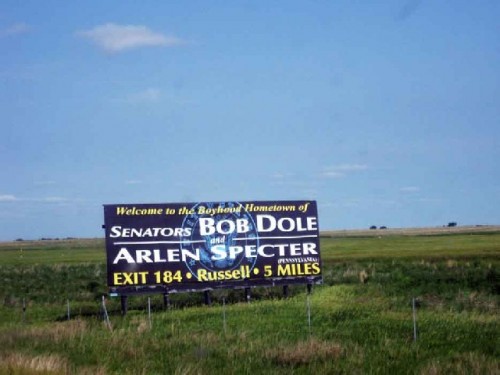 Welcome to the Boyhood Hometown of
SENATORS BOB DOLE
and
ARLEN SPECTER
(PENNSYLVANIA)
EXIT 184 • Russell • 5 MILES